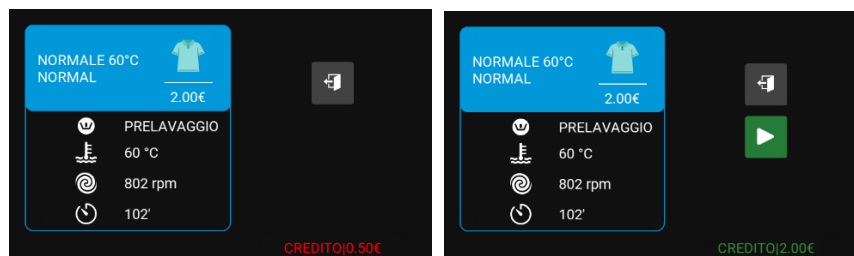 NORMALE 60°C
NORMAL
2.00€
PRELAVAGGIO
60 °C
802 rpm
102'
CREDITO|0.50€
NORMALE 60°C
NORMAL
2.00€
PRELAVAGGIO
60 °C
802 rpm
102'
CREDITO|2.00€